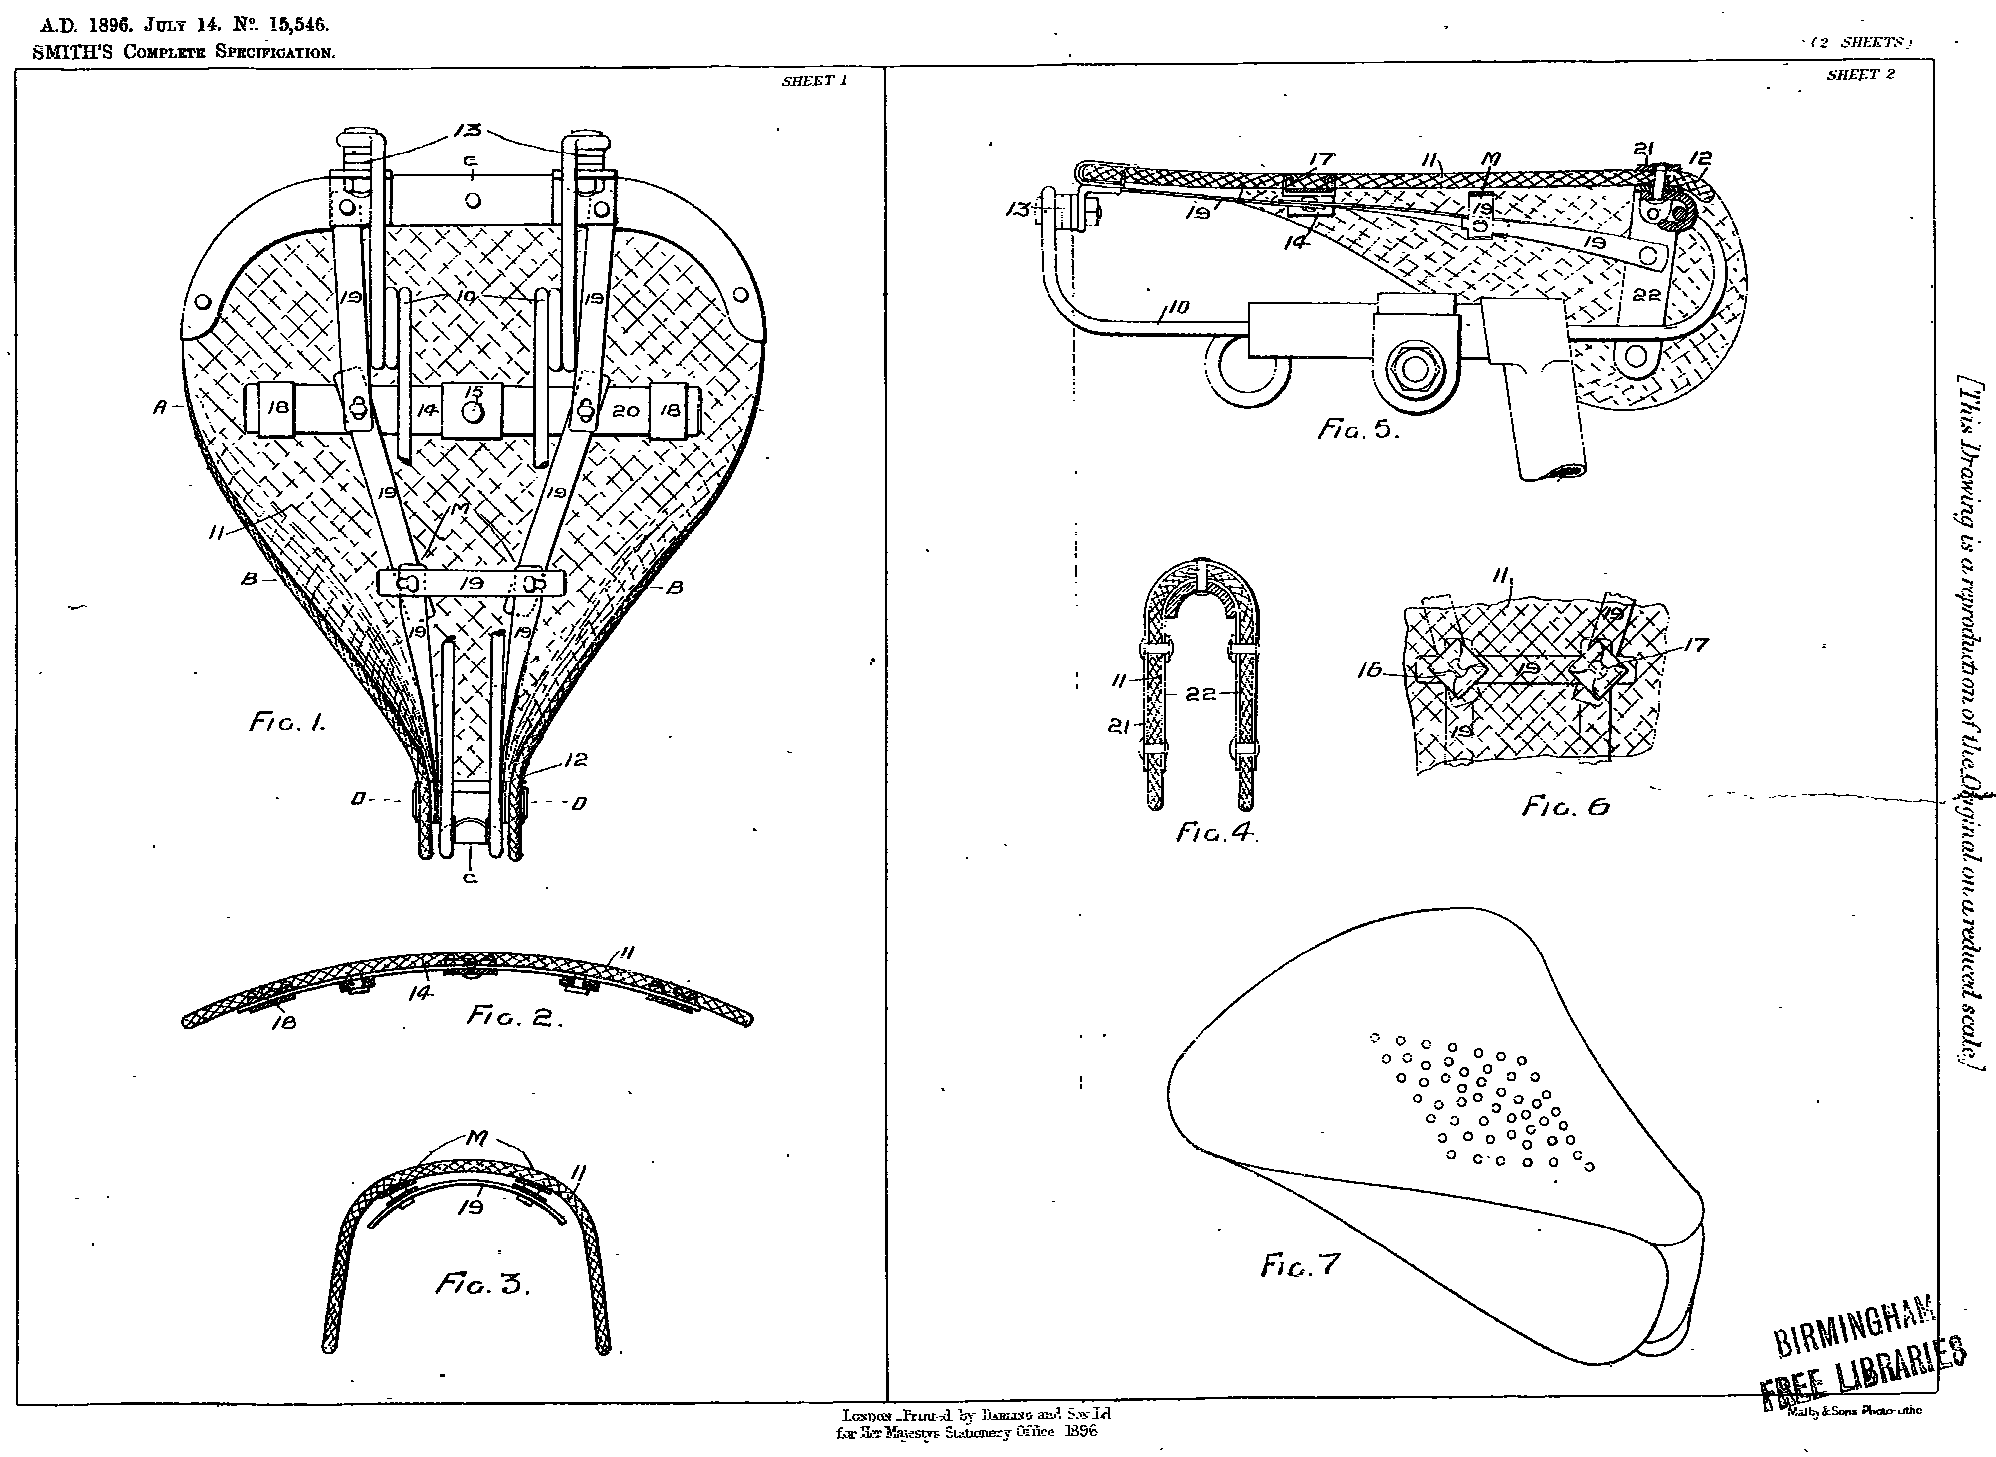 A.D. 1896. JULY 14. No. 15,546.
SMITH'S COMPLETE SPECIFICATION.
(2 SHEETS)
SHEET 1
13
C
19
10
19
A
18
14
15
20
18
19
19
M
11
B
19
B
19
19
FIG. 1.
12
D
D
C
11
14
18
FIG. 2.
M
11
19
FIG. 3.
SHEET 2
17
11
M
21
12
13
19
14
19
19
22
10
FIG. 5.
11
22
21
FIG. 4.
11
19
17
16
19
19
FIG. 6
FIG. 7
[This Drawing is a reproduction of the Original on a reduced scale.]
BIRMINGHAM
FREE LIBRARIES
Malby & Sons, Photo-Litho.
LONDON. Printed by DARLING and Son Ltd
for Her Majestys Stationery Office 1896